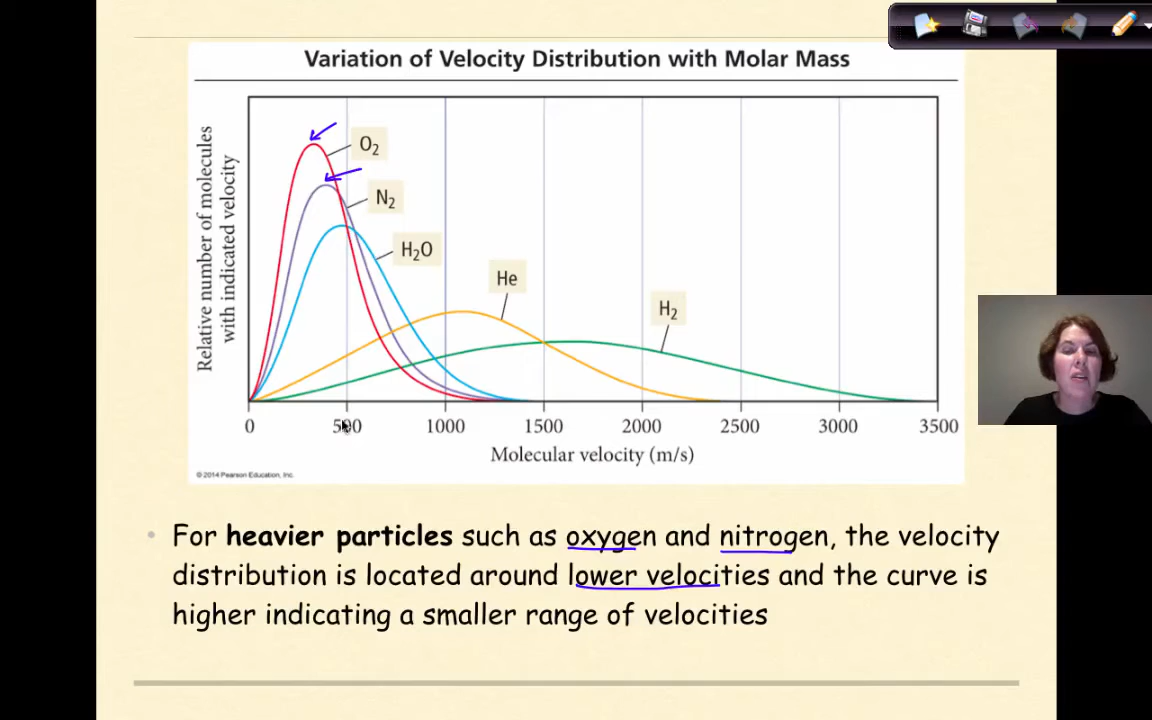 Variation of Velocity Distribution with Molar Mass
Relative number of molecules
with indicated velocity
O₂
N₂
H₂O
He
H₂
0
500
1000
1500
2000
2500
3000
3500
Molecular velocity (m/s)
© 2014 Pearson Education, Inc.
• For heavier particles such as oxygen and nitrogen, the velocity
distribution is located around lower velocities and the curve is
higher indicating a smaller range of velocities